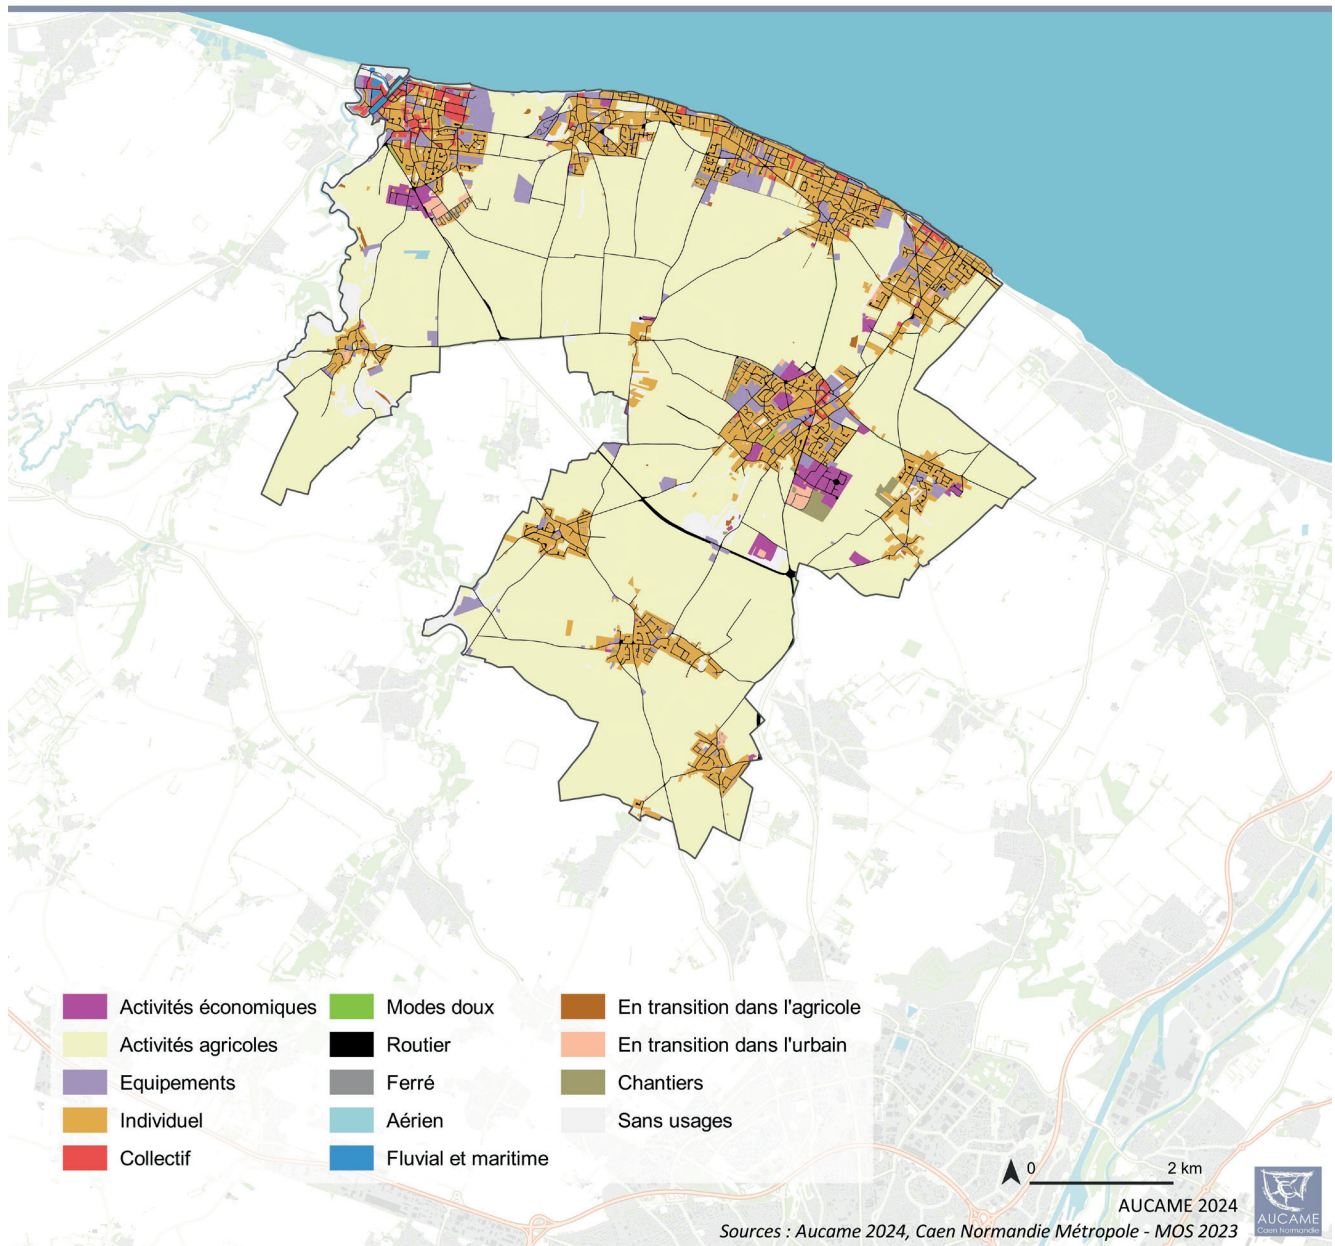 Activités économiques
Activités agricoles
Equipements
Individuel
Collectif
Modes doux
Routier
Ferré
Aérien
Fluvial et maritime
En transition dans l'agricole
En transition dans l'urbain
Chantiers
Sans usages
0 2 km
AUCAME 2024
Sources : Aucame 2024, Caen Normandie Métropole - MOS 2023
AUCAME
Caen Normandie